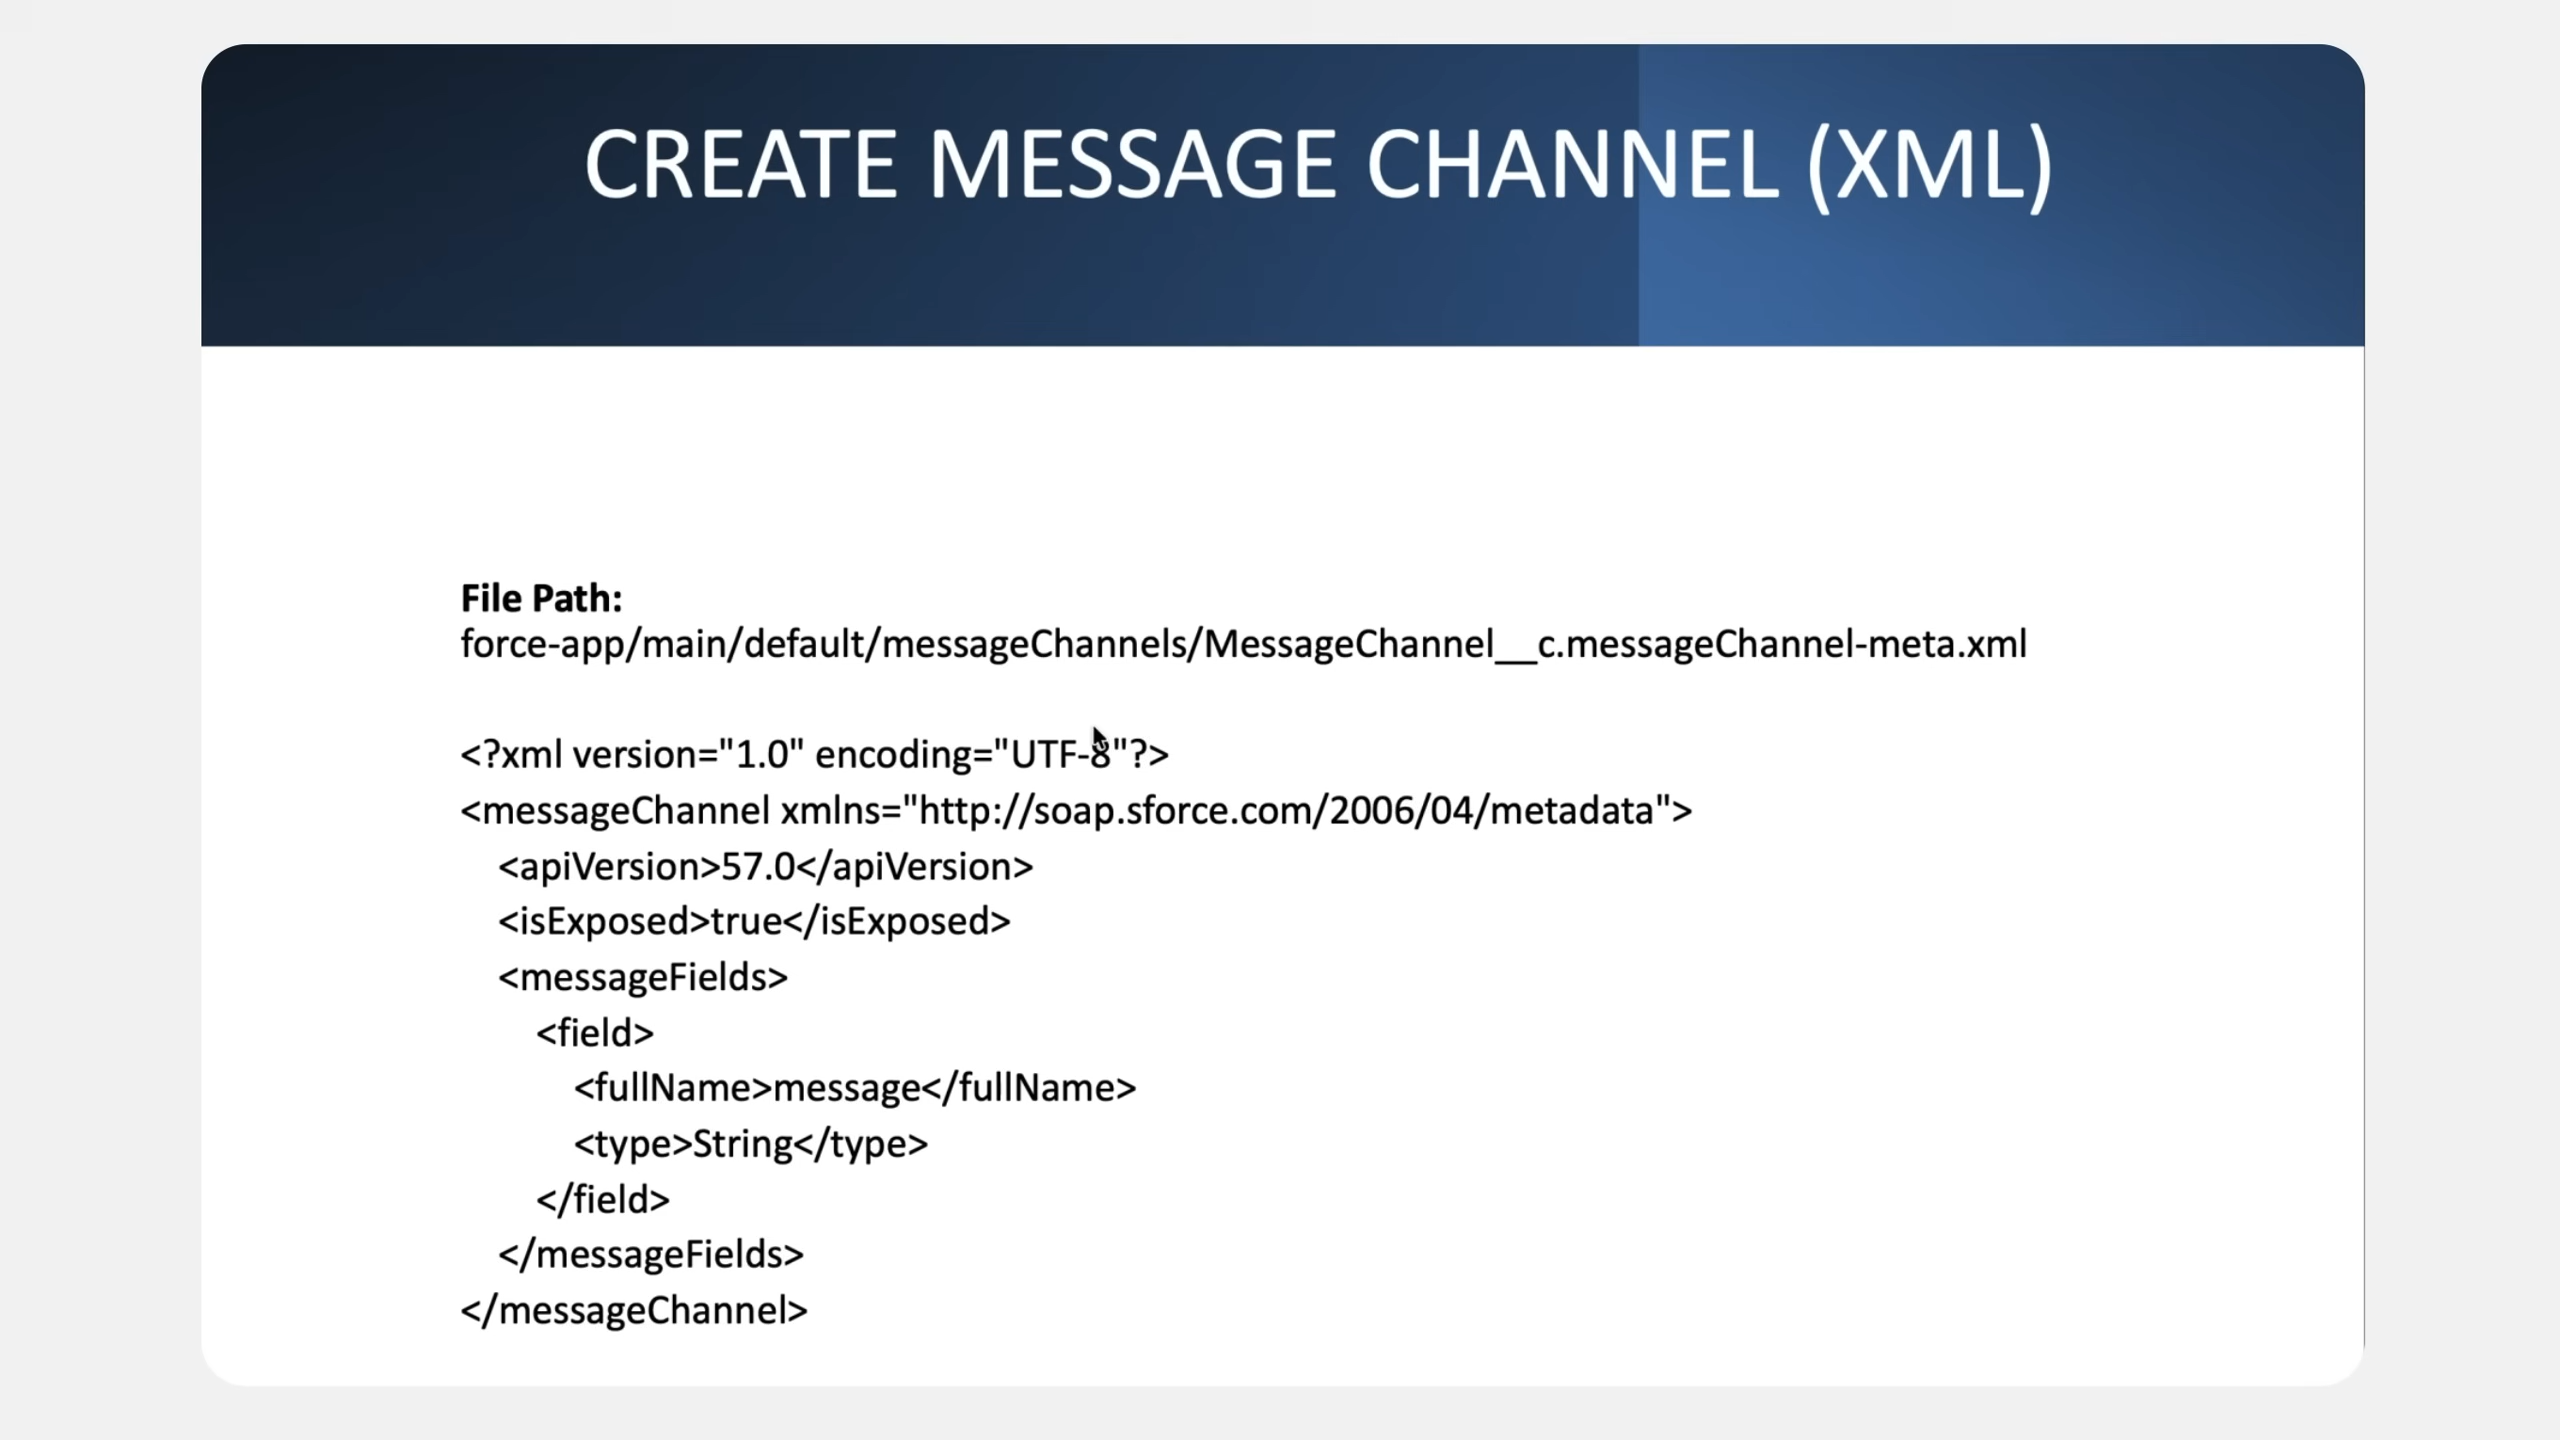 CREATE MESSAGE CHANNEL (XML)
File Path:
force-app/main/default/messageChannels/MessageChannel__c.messageChannel-meta.xml
<?xml version="1.0" encoding="UTF-8"?>
<messageChannel xmlns="http://soap.sforce.com/2006/04/metadata">
<apiVersion>57.0</apiVersion>
<isExposed>true</isExposed>
<messageFields>
<field>
<fullName>message</fullName>
<type>String</type>
</field>
</messageFields>
</messageChannel>